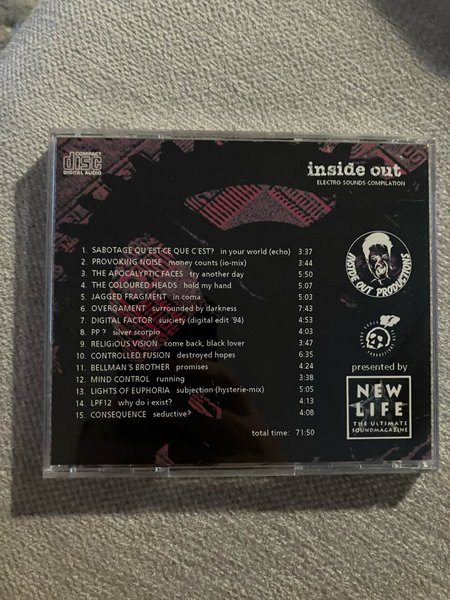 COMPACT
disc
DIGITAL AUDIO
inside out
ELECTRO-SOUNDS-COMPILATION
1. SABOTAGE QU'EST-CE QUE C'EST? in your world (echo) 3:37
2. PROVOKING NOISE money counts (io-mix) 3:44
3. THE APOCALYPTIC FACES try another day 5:50
4. THE COLOURED HEADS hold my hand 5:07
5. JAGGED FRAGMENT in coma 5:03
6. OVERGAMENT surrounded by darkness 7:43
7. DIGITAL FACTOR suiciety (digital edit '94) 4:53
8. PP? silver scorpio 4:03
9. RELIGIOUS VISION come back, black lover 3:47
10. CONTROLLED FUSION destroyed hopes 6:35
11. BELLMAN'S BROTHER promises 4:24
12. MIND CONTROL running 3:38
13. LIGHTS OF EUPHORIA subjection (hysterie-mix) 5:05
14. LPF12 why do i exist? 4:13
15. CONSEQUENCE seductive? 4:08
total time: 71:50
INSIDE OUT PRODUCTIONS
presented by
NEW
LIFE
THE ULTIMATE
SOUNDMAGAZINE